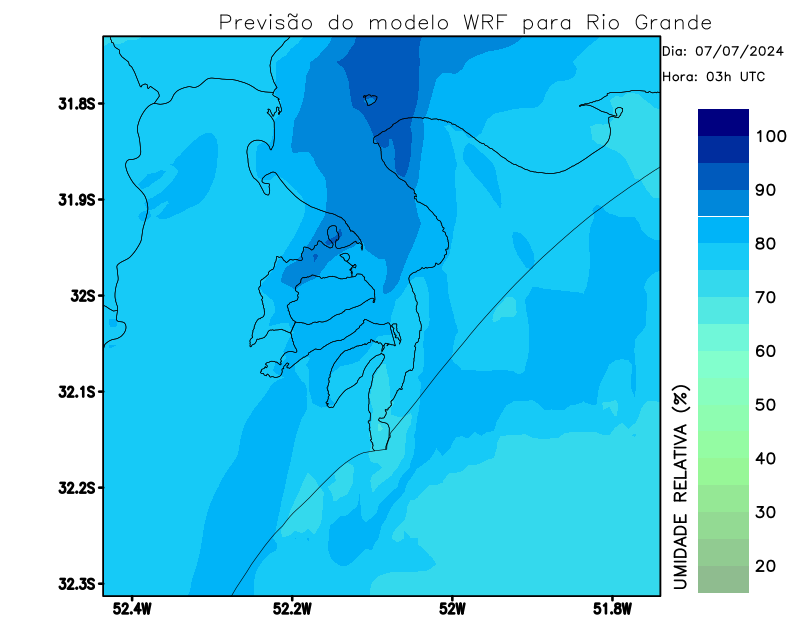 Previsão do modelo WRF para Rio Grande
Dia: 07/07/2024
Hora: 03h UTC
31.8S
31.9S
32S
32.1S
32.2S
32.3S
52.4W
52.2W
52W
51.8W
100
90
80
70
60
50
40
30
20
UMIDADE RELATIVA (%)